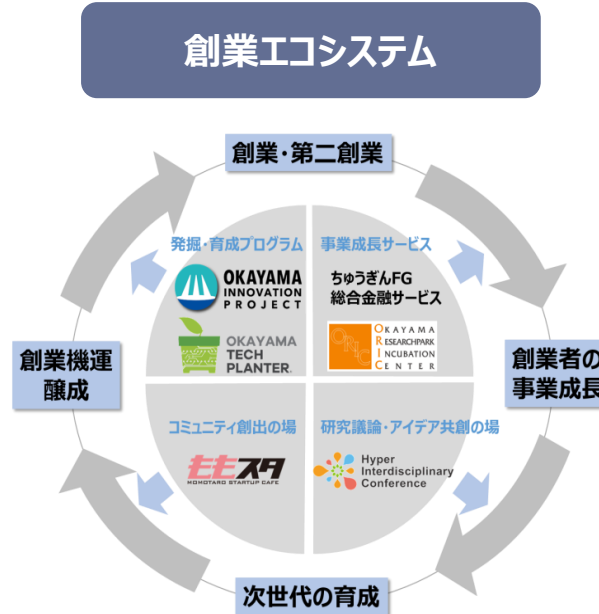 創業エコシステム
創業・第二創業
発掘・育成プログラム
事業成長サービス
OKAYAMA
INNOVATION
PROJECT
ちゅうぎんFG
総合金融サービス
OKAYAMA
TECH
PLANTER.
ORIC
OKAYAMA
RESEARCHPARK
INCUBATION
CENTER
創業機運
醸成
創業者の
事業成長
コミュニティ創出の場
研究議論・アイデア共創の場
ももスタ
MOMOTARO STARTUP CAFE
Hyper
Interdisciplinary
Conference
次世代の育成